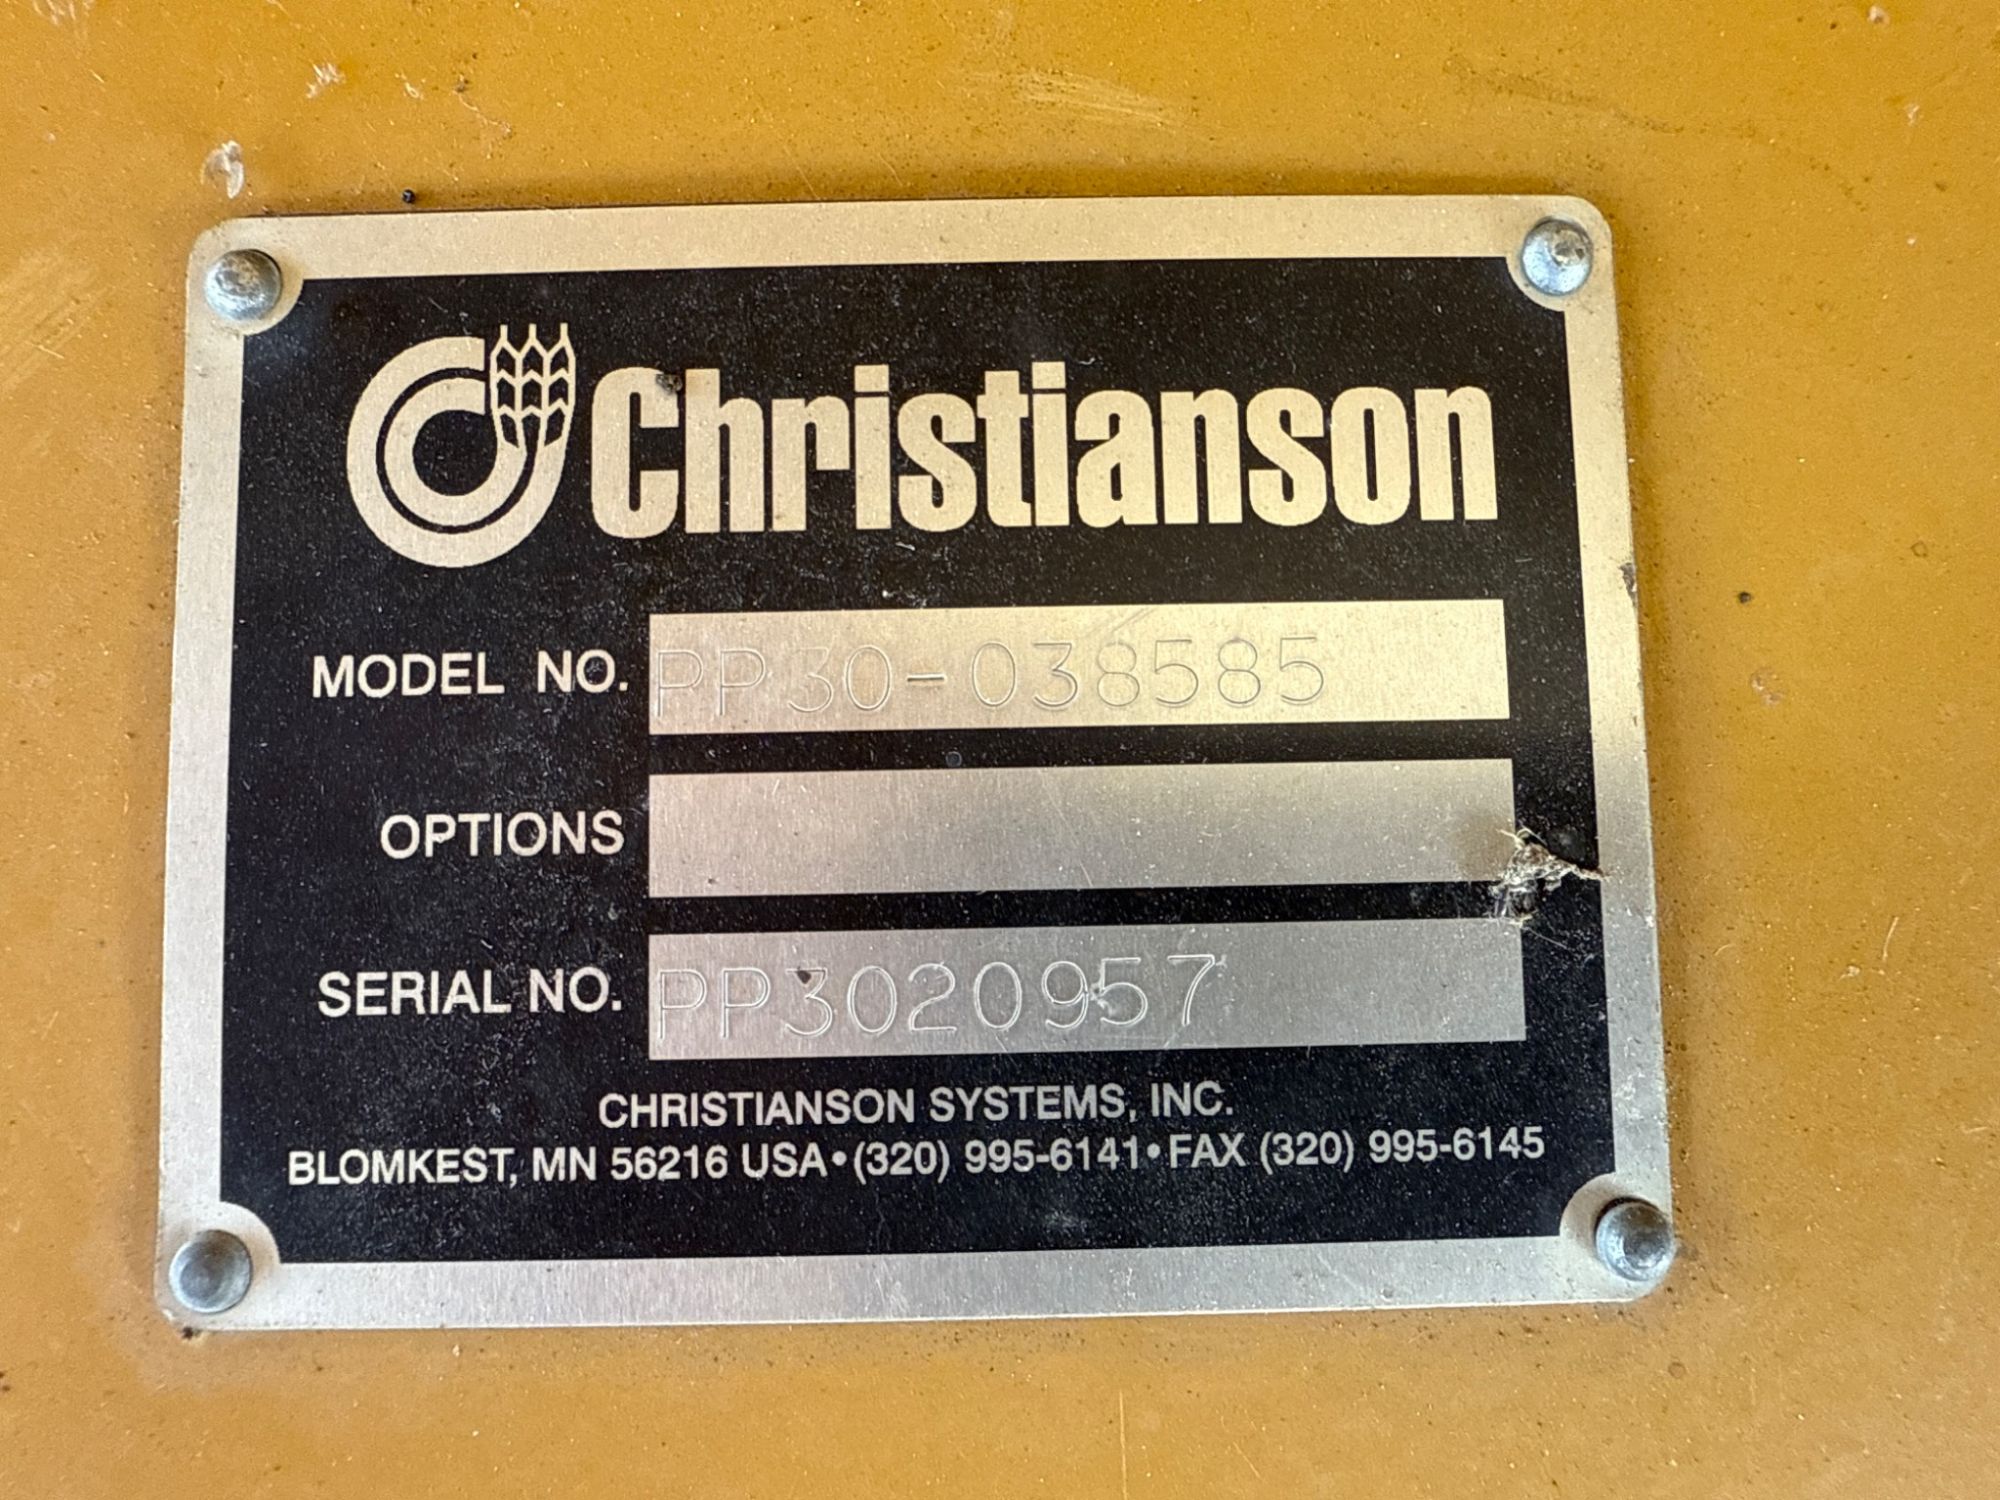 Christianson
MODEL NO. PP30-038585
OPTIONS
SERIAL NO. PP3020957
CHRISTIANSON SYSTEMS, INC.
BLOMKEST, MN 56216 USA•(320) 995-6141•FAX (320) 995-6145